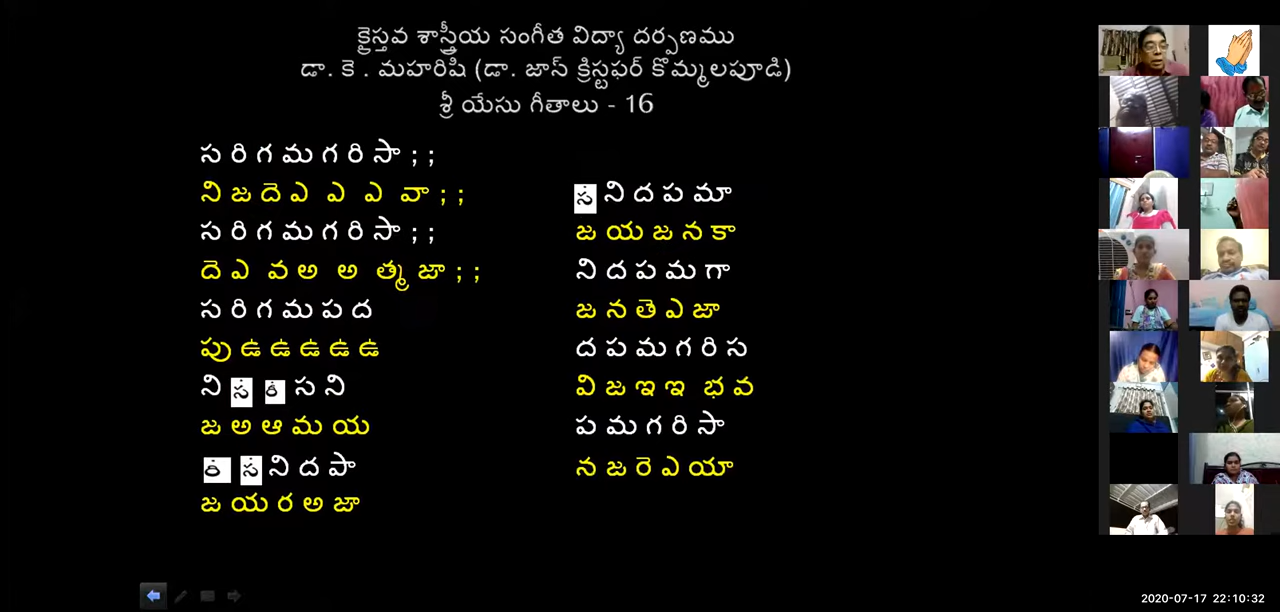 క్రైస్తవ శాస్త్రీయ సంగీత విద్యా దర్పణము
డా. కె . మహరిషి (డా. జాస్ క్రిస్టఫర్ కొమ్మలపూడి)
శ్రీ యేసు గీతాలు - 16
స రి గ మ గ రి సా ; ;
ని జ దె ఎ ఎ ఎ వా ; ;
స రి గ మ గ రి సా ; ;
దె ఎ వ అ అ త్మ జా ; ;
స రి గ మ ప ద
పు ఉ ఉ ఉ ఉ ఉ
ని స రి స ని
జ అ ఆ మ య
రి స ని ద పా
జ య ర అ జా
స ని ద ప మా
జ య జ న కా
ని ద ప మ గా
జ న తె ఎ జా
ద ప మ గ రి స
వి జ ఇ ఇ భ వ
ప మ గ రి సా
న జ రె ఎ యా
2020-07-17 22:10:32